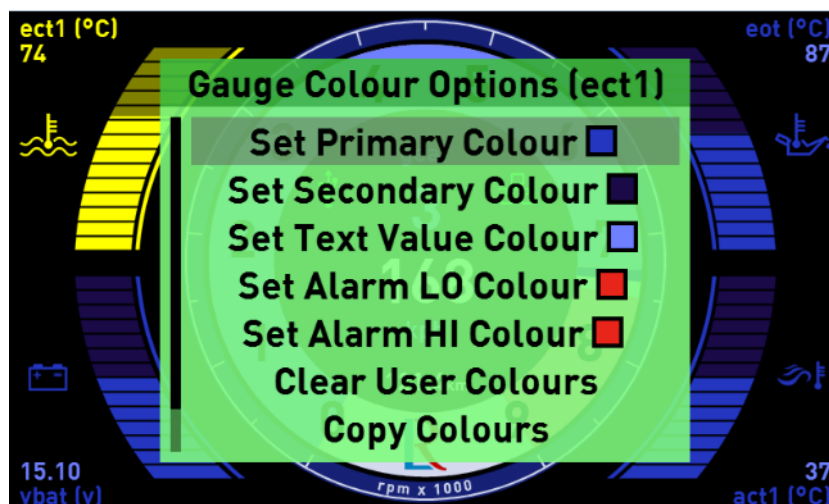 ect1 (°C)
74
eot (°C)
87
Gauge Colour Options (ect1)
Set Primary Colour
Set Secondary Colour
Set Text Value Colour
Set Alarm LO Colour
Set Alarm HI Colour
Clear User Colours
Copy Colours
3
168
15.10
vbat (v)
rpm x 1000
37
act1 (°C)